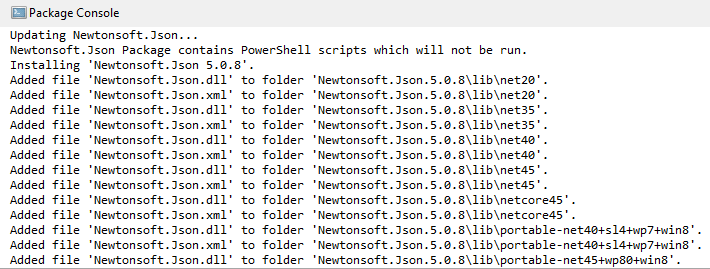 Package Console
Updating Newtonsoft.Json...
Newtonsoft.Json Package contains PowerShell scripts which will not be run.
Installing 'Newtonsoft.Json 5.0.8'.
Added file 'Newtonsoft.Json.dll' to folder 'Newtonsoft.Json.5.0.8\lib\net20'.
Added file 'Newtonsoft.Json.xml' to folder 'Newtonsoft.Json.5.0.8\lib\net20'.
Added file 'Newtonsoft.Json.dll' to folder 'Newtonsoft.Json.5.0.8\lib\net35'.
Added file 'Newtonsoft.Json.xml' to folder 'Newtonsoft.Json.5.0.8\lib\net35'.
Added file 'Newtonsoft.Json.dll' to folder 'Newtonsoft.Json.5.0.8\lib\net40'.
Added file 'Newtonsoft.Json.xml' to folder 'Newtonsoft.Json.5.0.8\lib\net40'.
Added file 'Newtonsoft.Json.dll' to folder 'Newtonsoft.Json.5.0.8\lib\net45'.
Added file 'Newtonsoft.Json.xml' to folder 'Newtonsoft.Json.5.0.8\lib\net45'.
Added file 'Newtonsoft.Json.dll' to folder 'Newtonsoft.Json.5.0.8\lib\netcore45'.
Added file 'Newtonsoft.Json.xml' to folder 'Newtonsoft.Json.5.0.8\lib\netcore45'.
Added file 'Newtonsoft.Json.dll' to folder 'Newtonsoft.Json.5.0.8\lib\portable-net40+sl4+wp7+win8'.
Added file 'Newtonsoft.Json.xml' to folder 'Newtonsoft.Json.5.0.8\lib\portable-net40+sl4+wp7+win8'.
Added file 'Newtonsoft.Json.dll' to folder 'Newtonsoft.Json.5.0.8\lib\portable-net45+wp80+win8'.